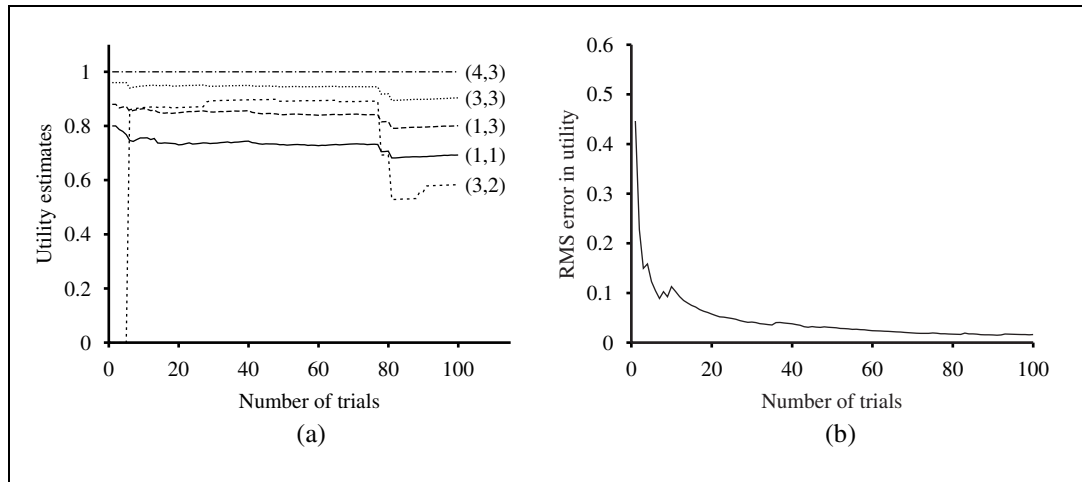 1
0.8
0.6
0.4
0.2
0
0 20 40 60 80 100
Utility estimates
Number of trials
(4,3)
(3,3)
(1,3)
(1,1)
(3,2)
(a)
0.6
0.5
0.4
0.3
0.2
0.1
0
0 20 40 60 80 100
RMS error in utility
Number of trials
(b)